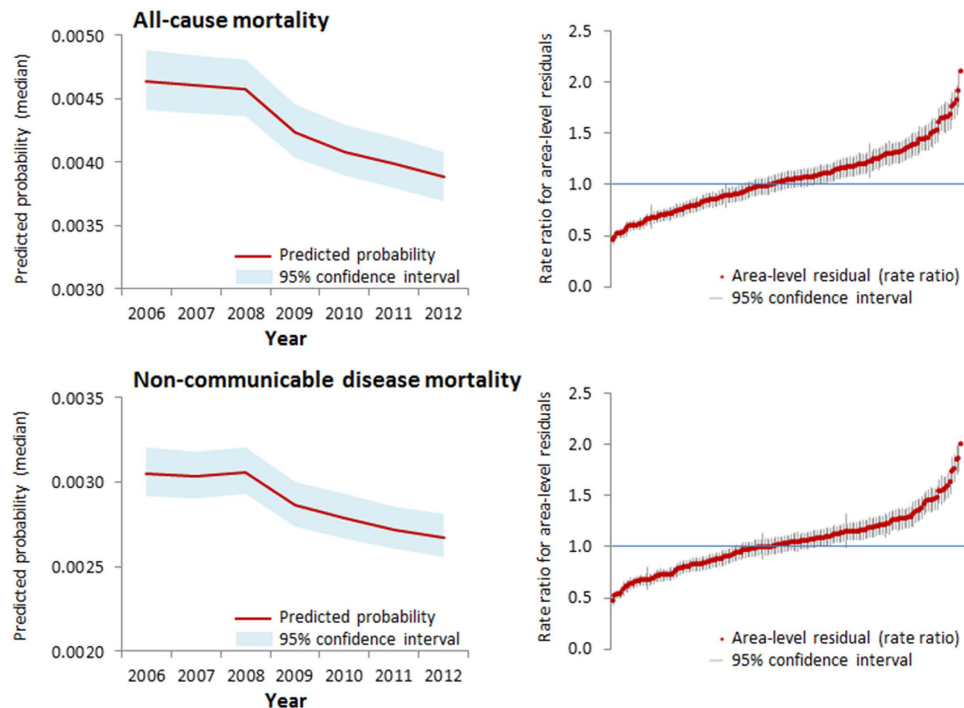 All-cause mortality
Predicted probability (median)
0.0050
0.0045
0.0040
0.0035
0.0030
Predicted probability
95% confidence interval
2006 2007 2008 2009 2010 2011 2012
Year
Rate ratio for area-level residuals
2.5
2.0
1.5
1.0
0.5
0.0
Area-level residual (rate ratio)
95% confidence interval
Non-communicable disease mortality
Predicted probability (median)
0.0035
0.0030
0.0025
0.0020
Predicted probability
95% confidence interval
2006 2007 2008 2009 2010 2011 2012
Year
Rate ratio for area-level residuals
2.5
2.0
1.5
1.0
0.5
0.0
Area-level residual (rate ratio)
95% confidence interval